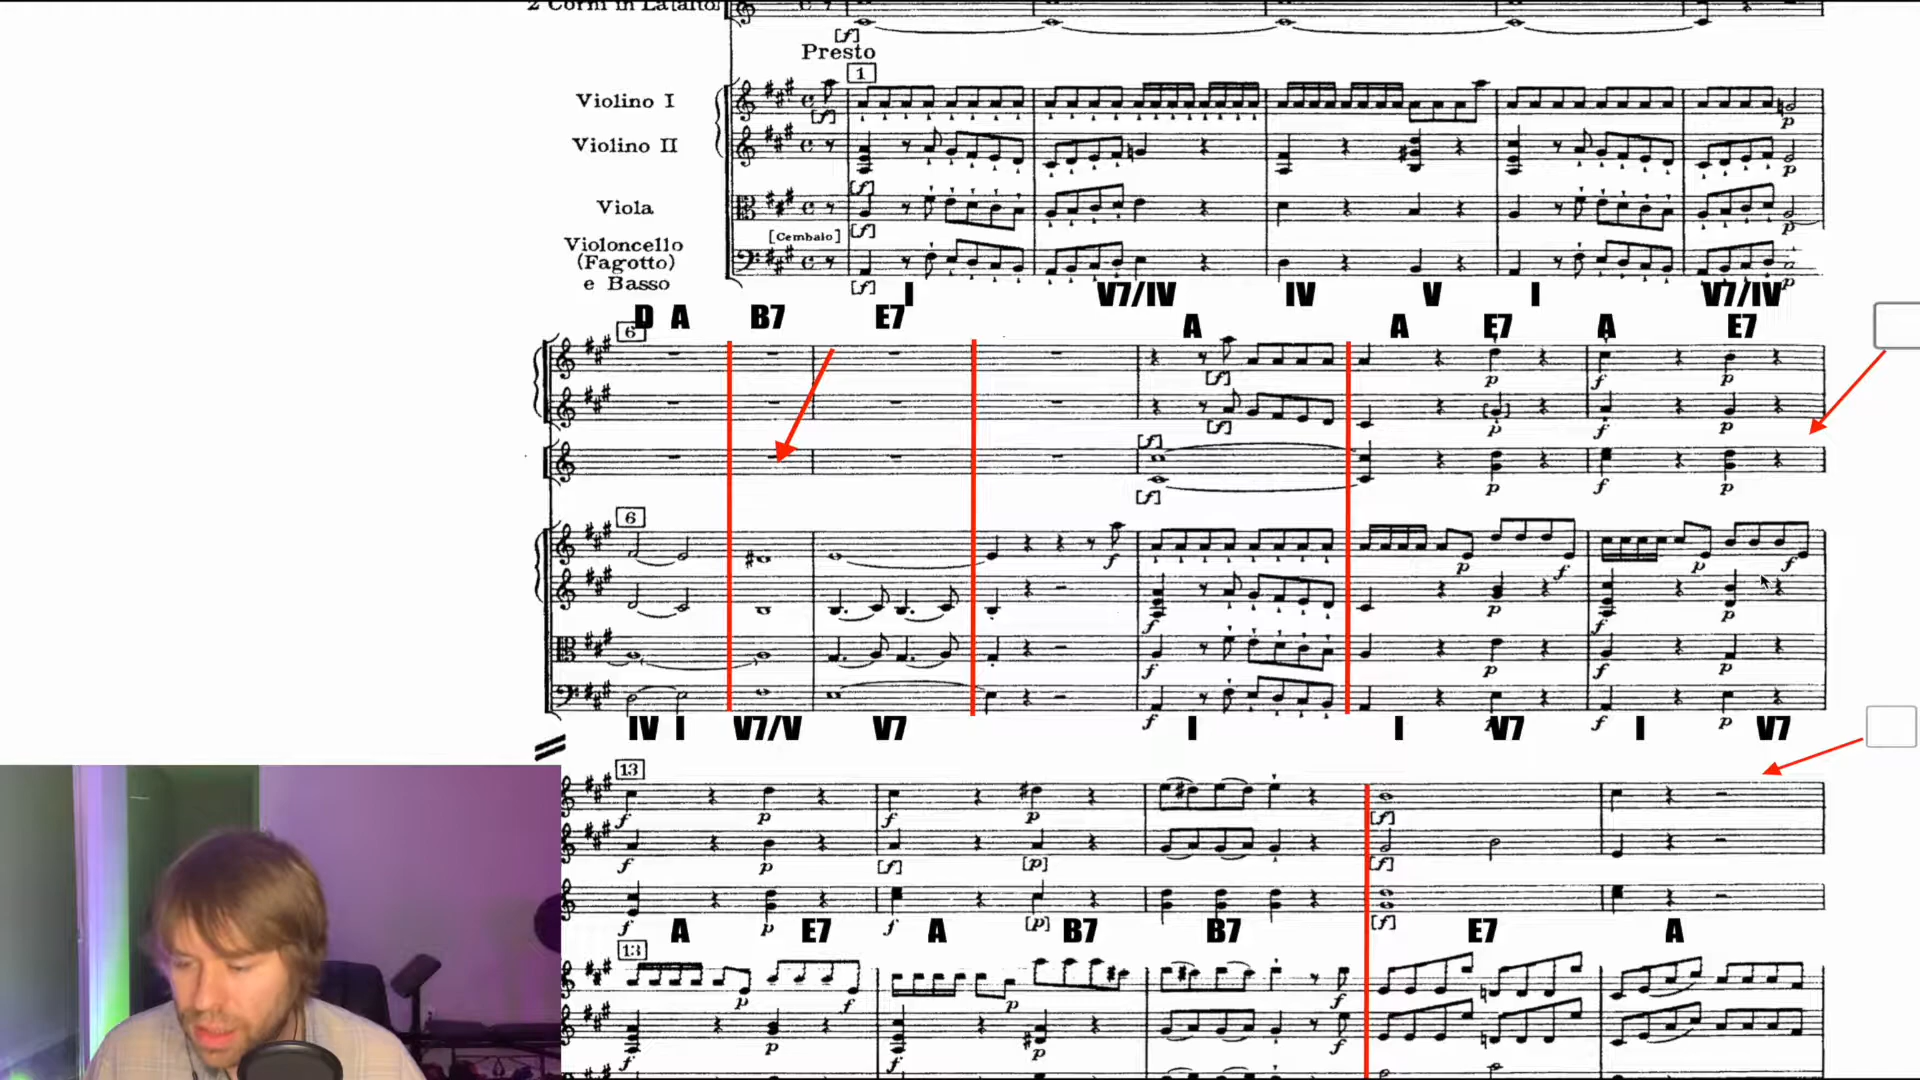 2 Corni in La[alto]
[f]
Presto
1
Violino I
[f]
p
Violino II
[f]
p
Viola
[f]
p
[Cembalo]
Violoncello
(Fagotto)
e Basso
[f]
p
I V7/IV IV V I V7/IV
D A B7 E7 A A E7 A E7
6
[f] p f p
[f] p f p
[f] p f p
[f]
6
f p f p f
f p f p
f p f p
f p f p
IV I V7/V V7 I I V7 I V7
13
f p f p [f]
f p [f] [p] [f]
f p f [p] [f]
A E7 A B7 B7 E7 A
13
p f p f
f p f p f